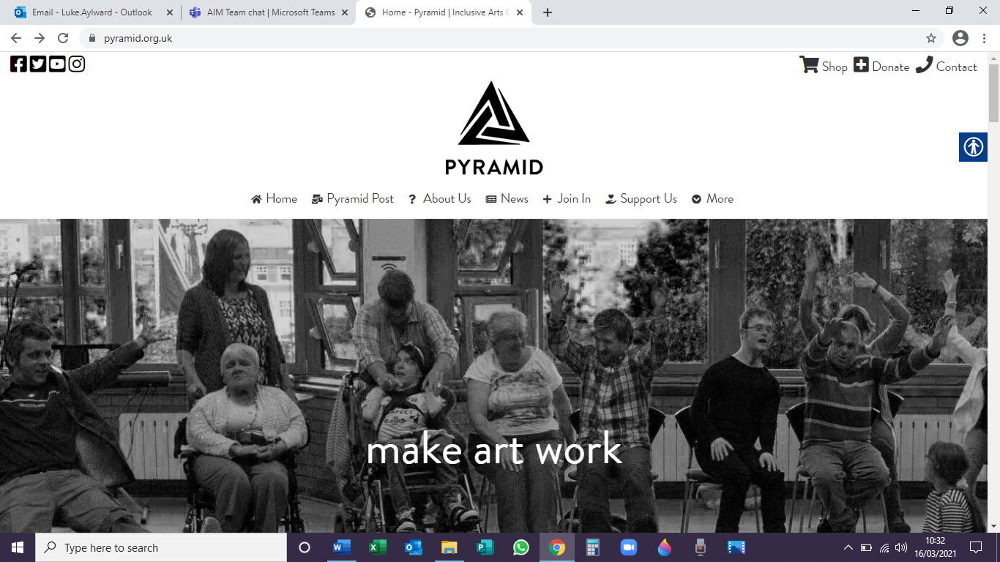 Email - Luke.Aylward - Outlook
AIM Team chat | Microsoft Teams
Home - Pyramid | Inclusive Arts
pyramid.org.uk
Shop Donate Contact
PYRAMID
Home Pyramid Post ? About Us News Join In Support Us More
make art work
Type here to search
10:32
16/03/2021